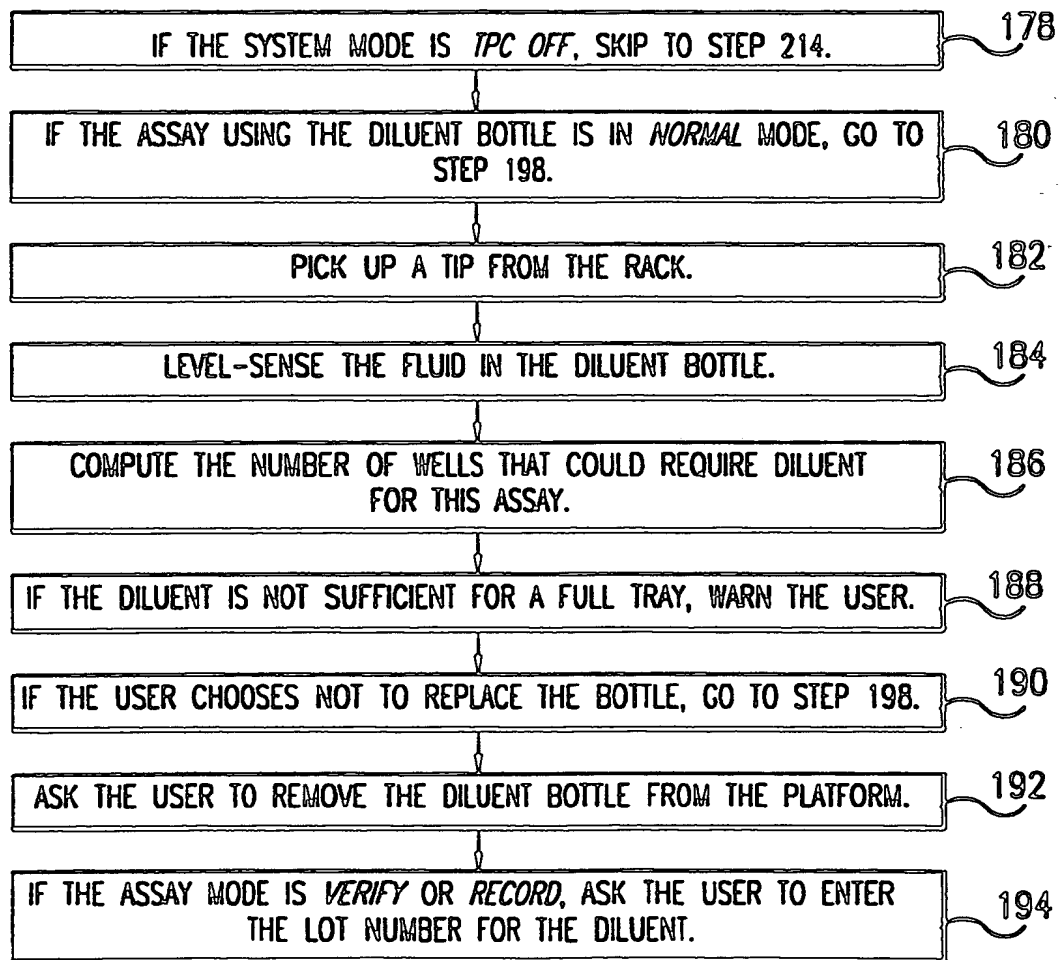 IF THE SYSTEM MODE IS TPC OFF, SKIP TO STEP 214.
178
IF THE ASSAY USING THE DILUENT BOTTLE IS IN NORMAL MODE, GO TO
STEP 198.
180
PICK UP A TIP FROM THE RACK.
182
LEVEL-SENSE THE FLUID IN THE DILUENT BOTTLE.
184
COMPUTE THE NUMBER OF WELLS THAT COULD REQUIRE DILUENT
FOR THIS ASSAY.
186
IF THE DILUENT IS NOT SUFFICIENT FOR A FULL TRAY, WARN THE USER.
188
IF THE USER CHOOSES NOT TO REPLACE THE BOTTLE, GO TO STEP 198.
190
ASK THE USER TO REMOVE THE DILUENT BOTTLE FROM THE PLATFORM.
192
IF THE ASSAY MODE IS VERIFY OR RECORD, ASK THE USER TO ENTER
THE LOT NUMBER FOR THE DILUENT.
194